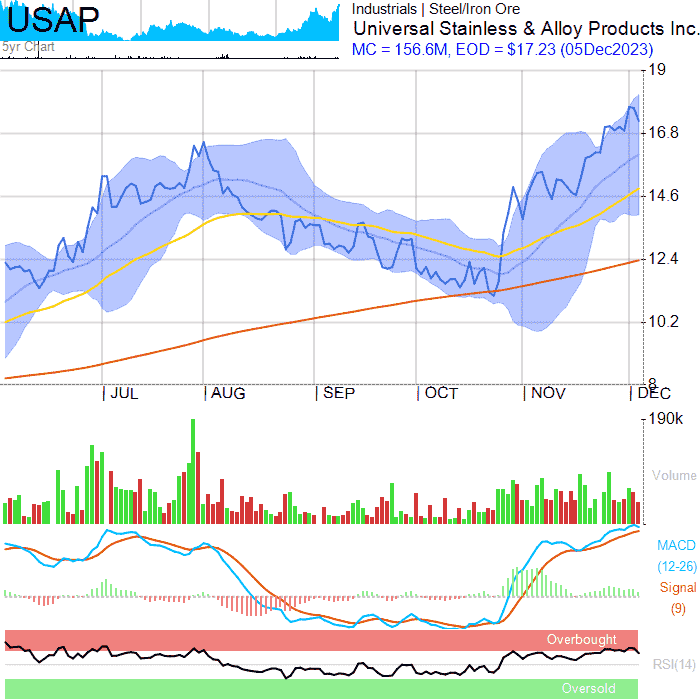 USAP
5yr Chart
Industrials | Steel/Iron Ore
Universal Stainless & Alloy Products Inc.
MC = 156.6M, EOD = $17.23 (05Dec2023)
19
16.8
14.6
12.4
10.2
8
JUL
AUG
SEP
OCT
NOV
DEC
190k
Volume
MACD
(12-26)
Signal
(9)
Overbought
RSI(14)
Oversold